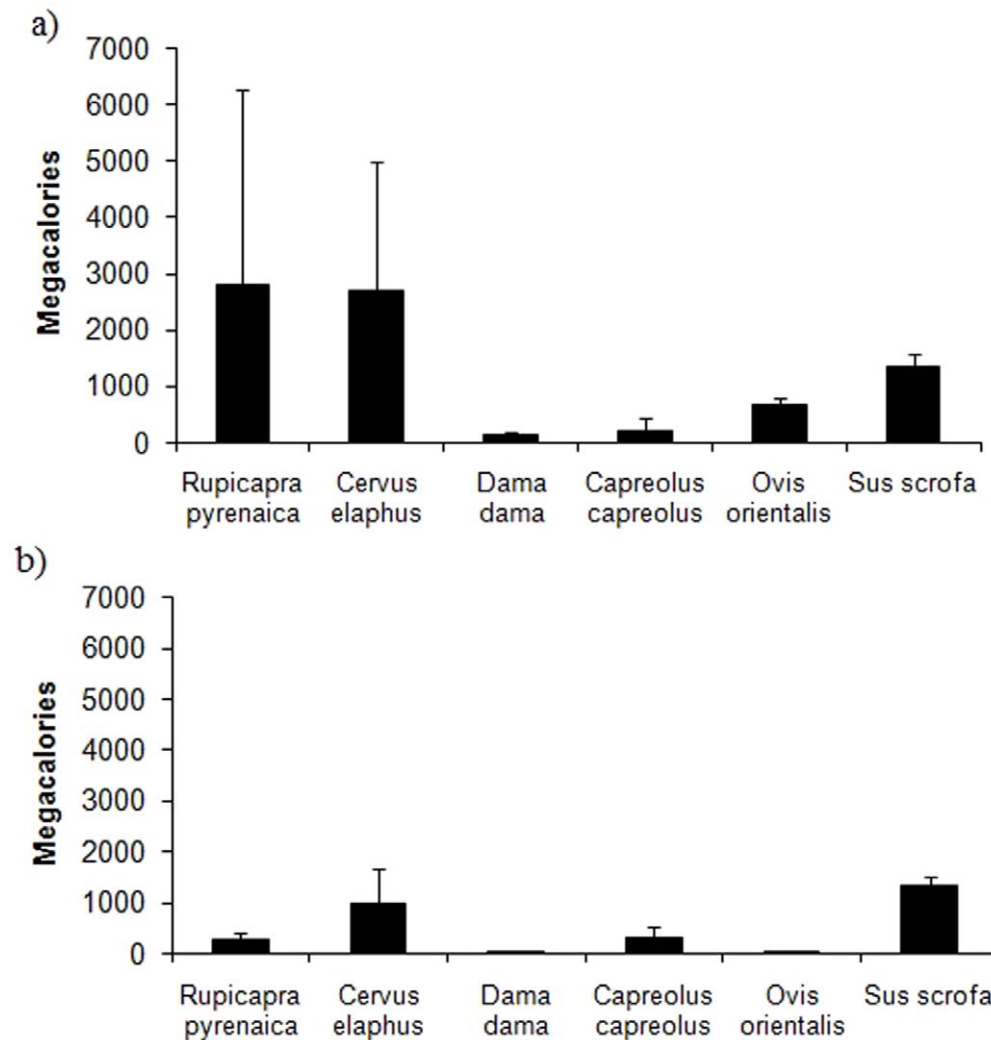 a)
7000
6000
5000
4000
3000
2000
1000
0
Megacalories
Rupicapra pyrenaica
Cervus elaphus
Dama dama
Capreolus capreolus
Ovis orientalis
Sus scrofa
b)
7000
6000
5000
4000
3000
2000
1000
0
Megacalories
Rupicapra pyrenaica
Cervus elaphus
Dama dama
Capreolus capreolus
Ovis orientalis
Sus scrofa